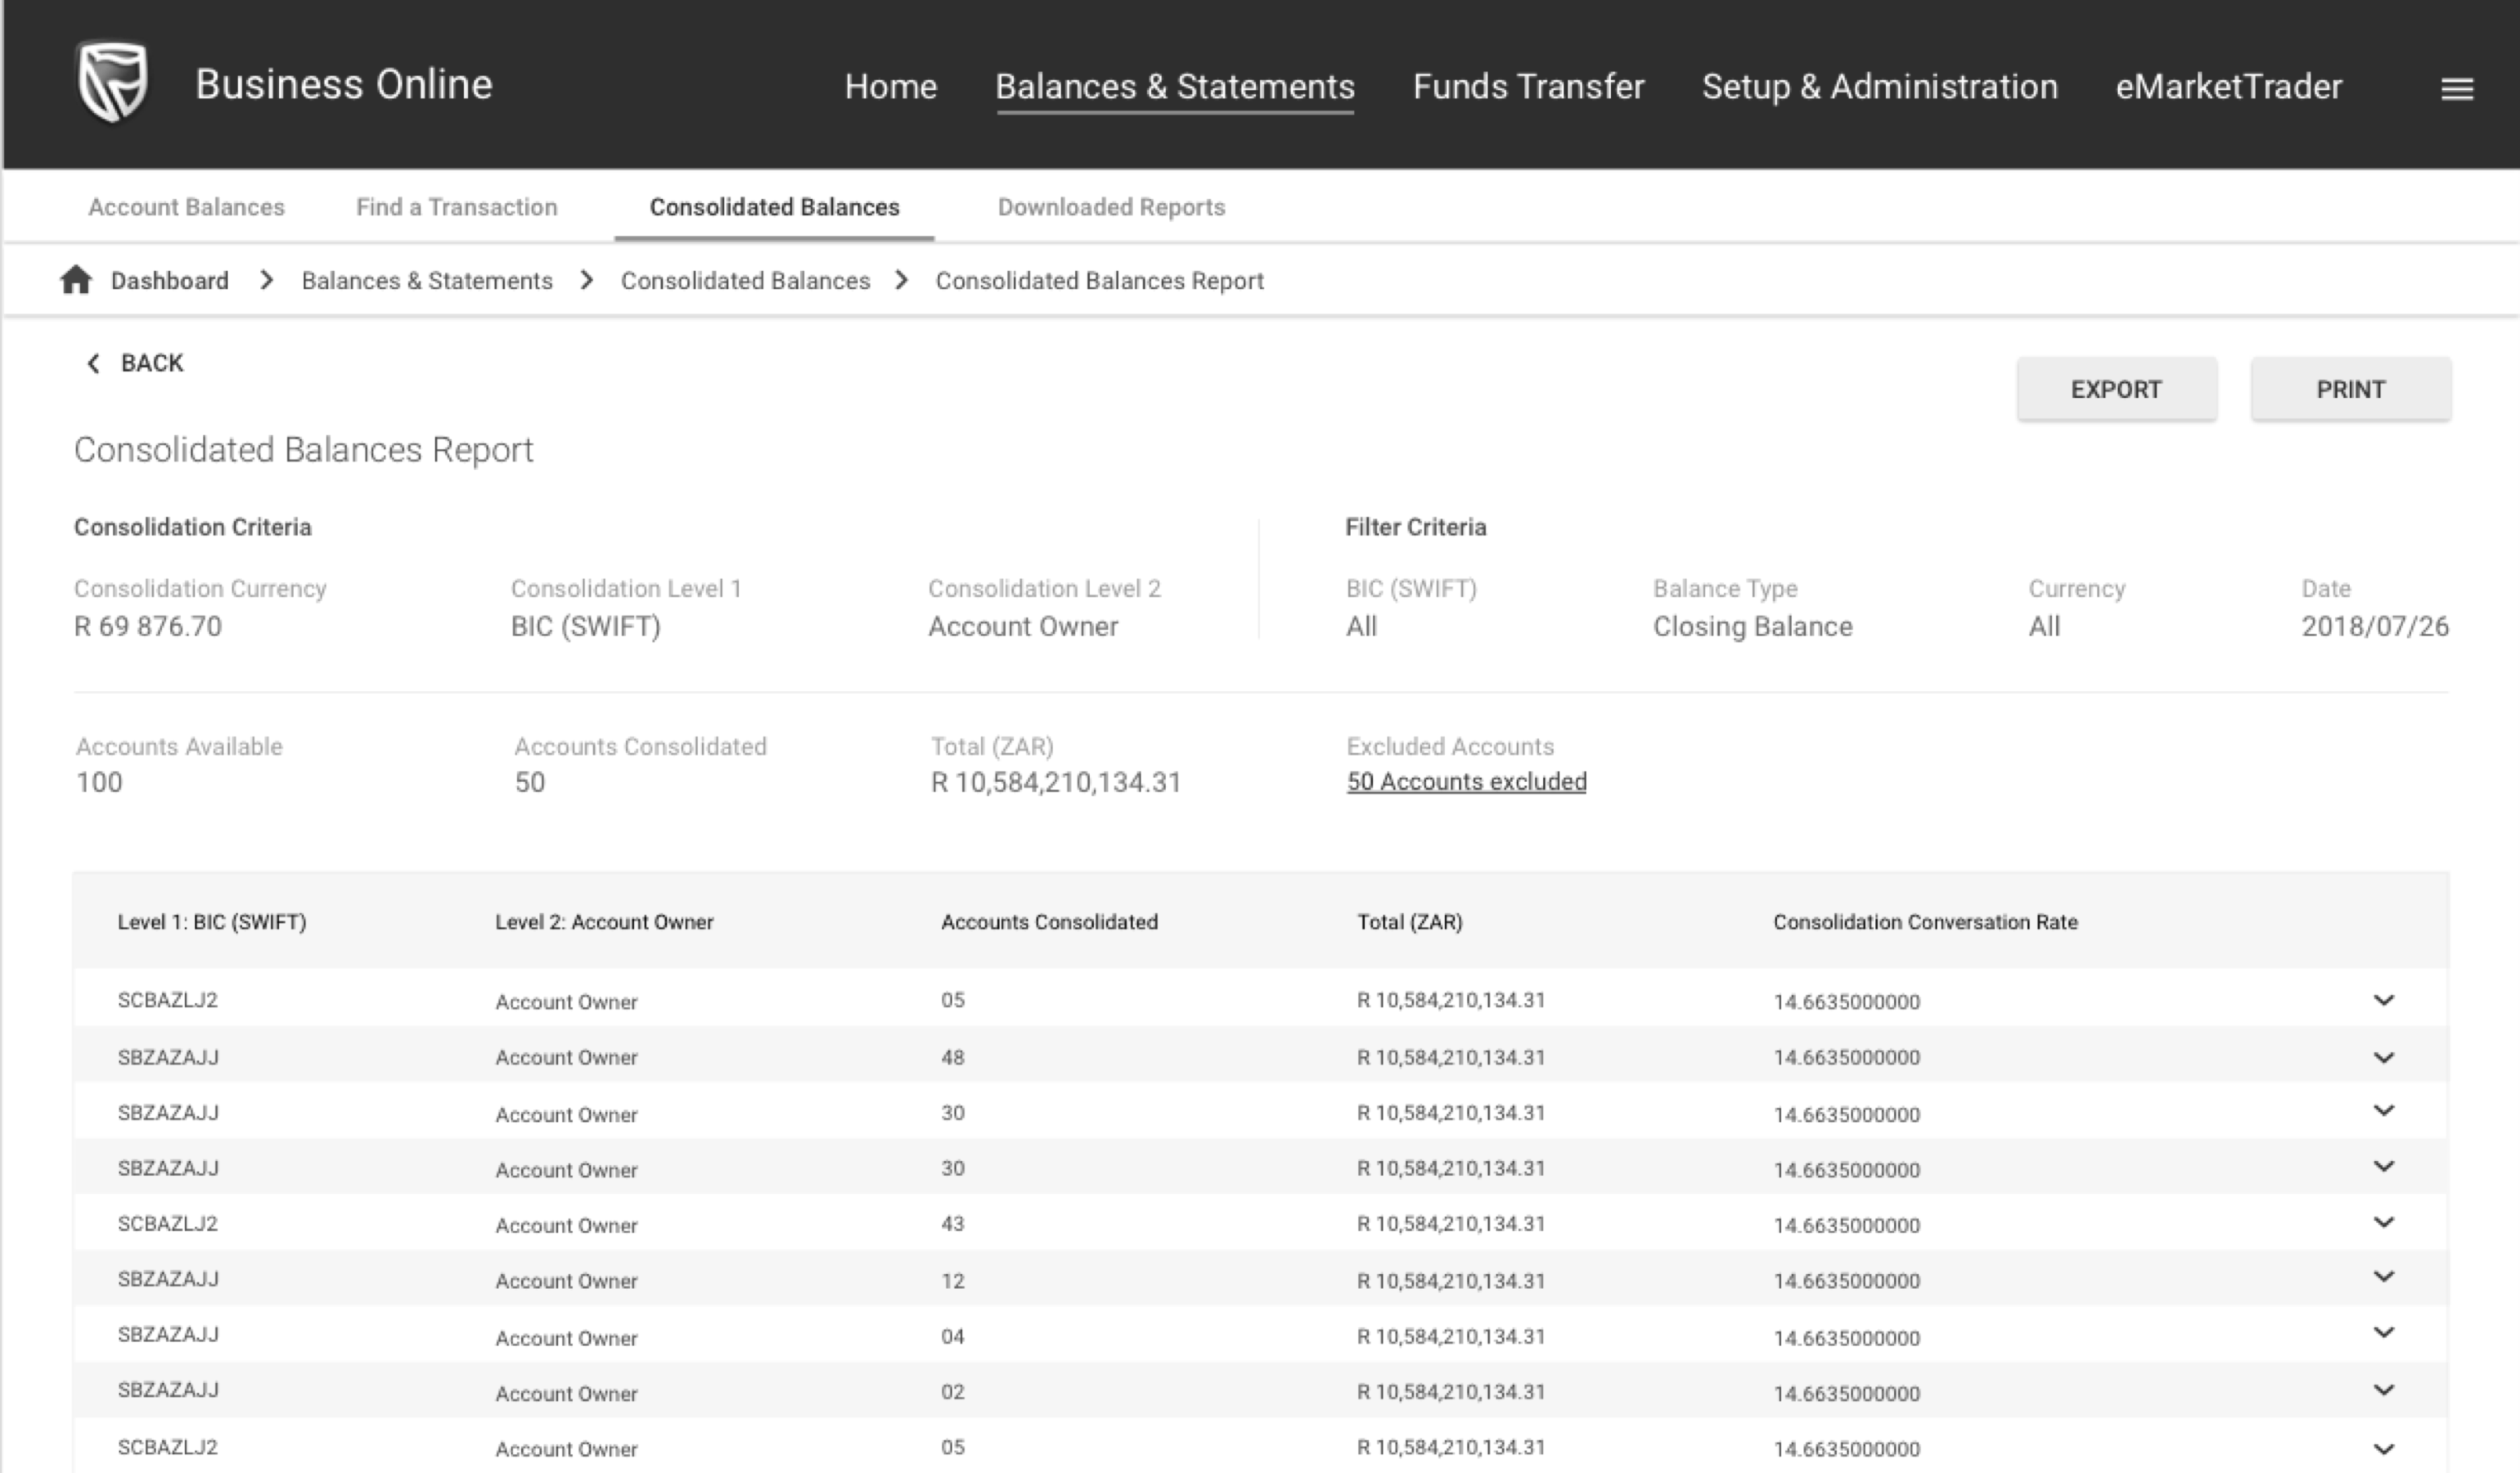 Business Online Home Balances & Statements Funds Transfer Setup & Administration eMarketTrader
Account Balances Find a Transaction Consolidated Balances Downloaded Reports
Dashboard Balances & Statements Consolidated Balances Consolidated Balances Report
BACK
EXPORT PRINT
Consolidated Balances Report
Consolidation Criteria Filter Criteria
Consolidation Currency Consolidation Level 1 Consolidation Level 2 BIC (SWIFT) Balance Type Currency Date
R 69 876.70 BIC (SWIFT) Account Owner All Closing Balance All 2018/07/26
Accounts Available Accounts Consolidated Total (ZAR) Excluded Accounts
100 50 R 10,584,210,134.31 50 Accounts excluded
Level 1: BIC (SWIFT) Level 2: Account Owner Accounts Consolidated Total (ZAR) Consolidation Conversation Rate
SCBAZLJ2 Account Owner 05 R 10,584,210,134.31 14.6635000000
SBZAZAJJ Account Owner 48 R 10,584,210,134.31 14.6635000000
SBZAZAJJ Account Owner 30 R 10,584,210,134.31 14.6635000000
SBZAZAJJ Account Owner 30 R 10,584,210,134.31 14.6635000000
SCBAZLJ2 Account Owner 43 R 10,584,210,134.31 14.6635000000
SBZAZAJJ Account Owner 12 R 10,584,210,134.31 14.6635000000
SBZAZAJJ Account Owner 04 R 10,584,210,134.31 14.6635000000
SBZAZAJJ Account Owner 02 R 10,584,210,134.31 14.6635000000
SCBAZLJ2 Account Owner 05 R 10,584,210,134.31 14.6635000000